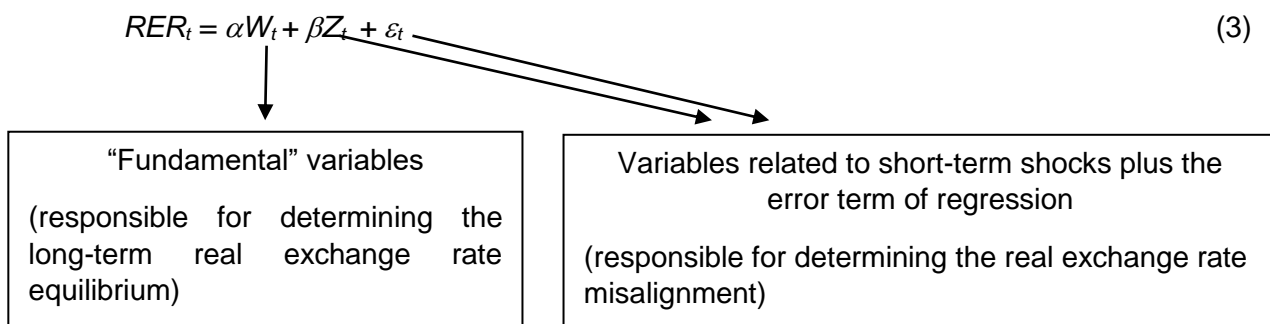 RERₜ = αWₜ + βZₜ + εₜ (3)
“Fundamental” variables
(responsible for determining the
long-term real exchange rate
equilibrium)
Variables related to short-term shocks plus the
error term of regression
(responsible for determining the real exchange rate
misalignment)